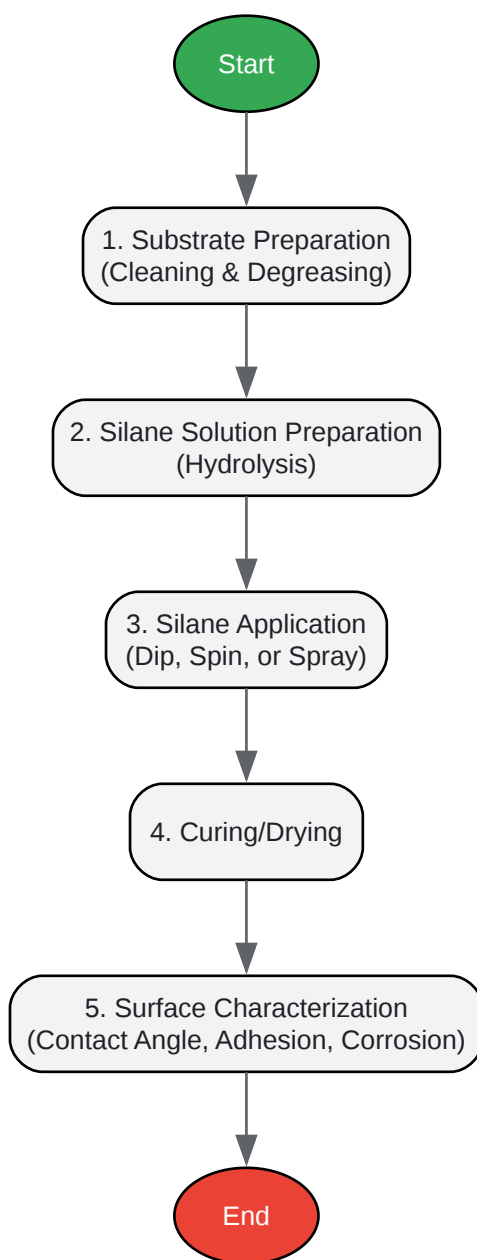 Start
1. Substrate Preparation
(Cleaning & Degreasing)
2. Silane Solution Preparation
(Hydrolysis)
3. Silane Application
(Dip, Spin, or Spray)
4. Curing/Drying
5. Surface Characterization
(Contact Angle, Adhesion, Corrosion)
End